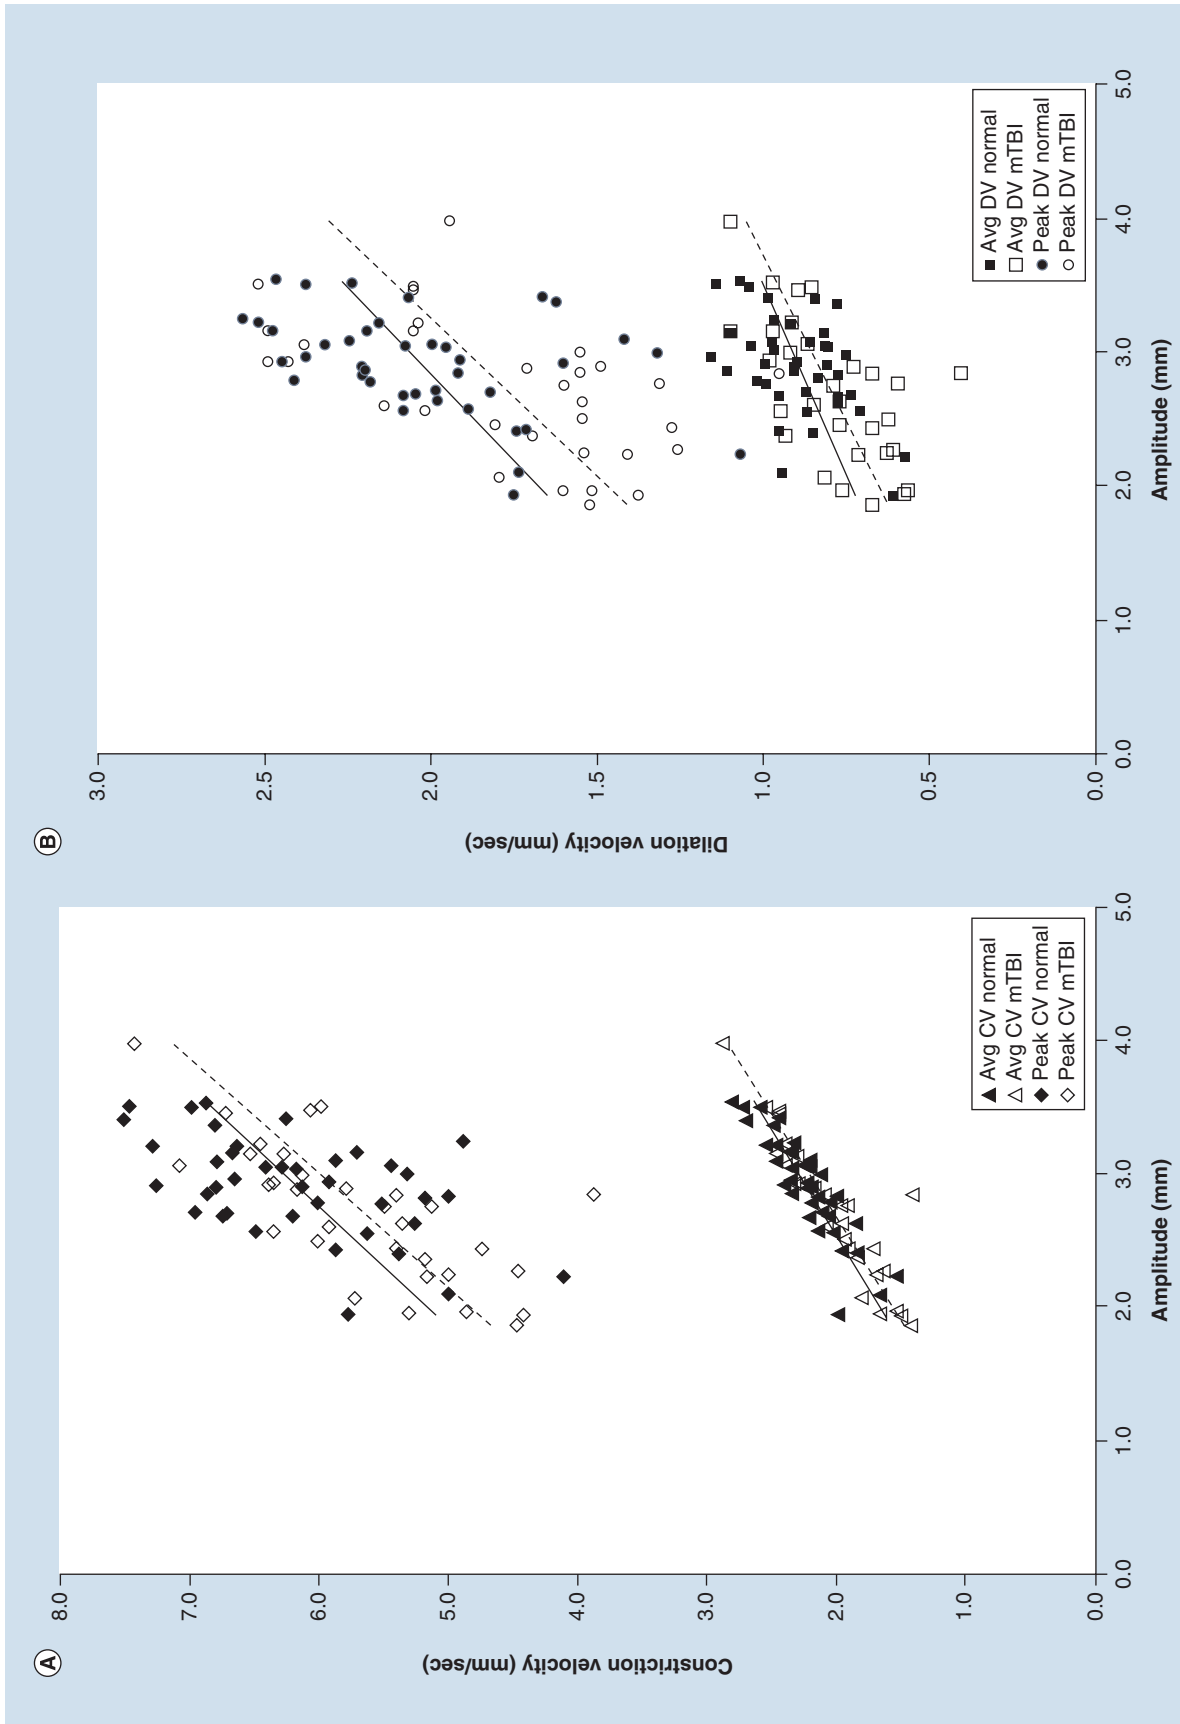 A
Constriction velocity (mm/sec)
8.0
7.0
6.0
5.0
4.0
3.0
2.0
1.0
0.0
0.0
1.0
2.0
3.0
4.0
5.0
Amplitude (mm)
Avg CV normal
Avg CV mTBI
Peak CV normal
Peak CV mTBI
B
Dilation velocity (mm/sec)
3.0
2.5
2.0
1.5
1.0
0.5
0.0
0.0
1.0
2.0
3.0
4.0
5.0
Amplitude (mm)
Avg DV normal
Avg DV mTBI
Peak DV normal
Peak DV mTBI